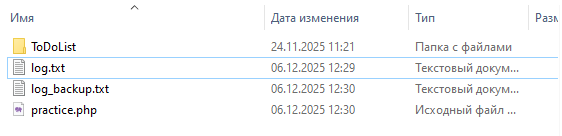 Имя Дата изменения Тип Разм
ToDoList 24.11.2025 11:21 Папка с файлами
log.txt 06.12.2025 12:29 Текстовый докум...
log_backup.txt 06.12.2025 12:30 Текстовый докум...
practice.php 06.12.2025 12:30 Исходный файл ...